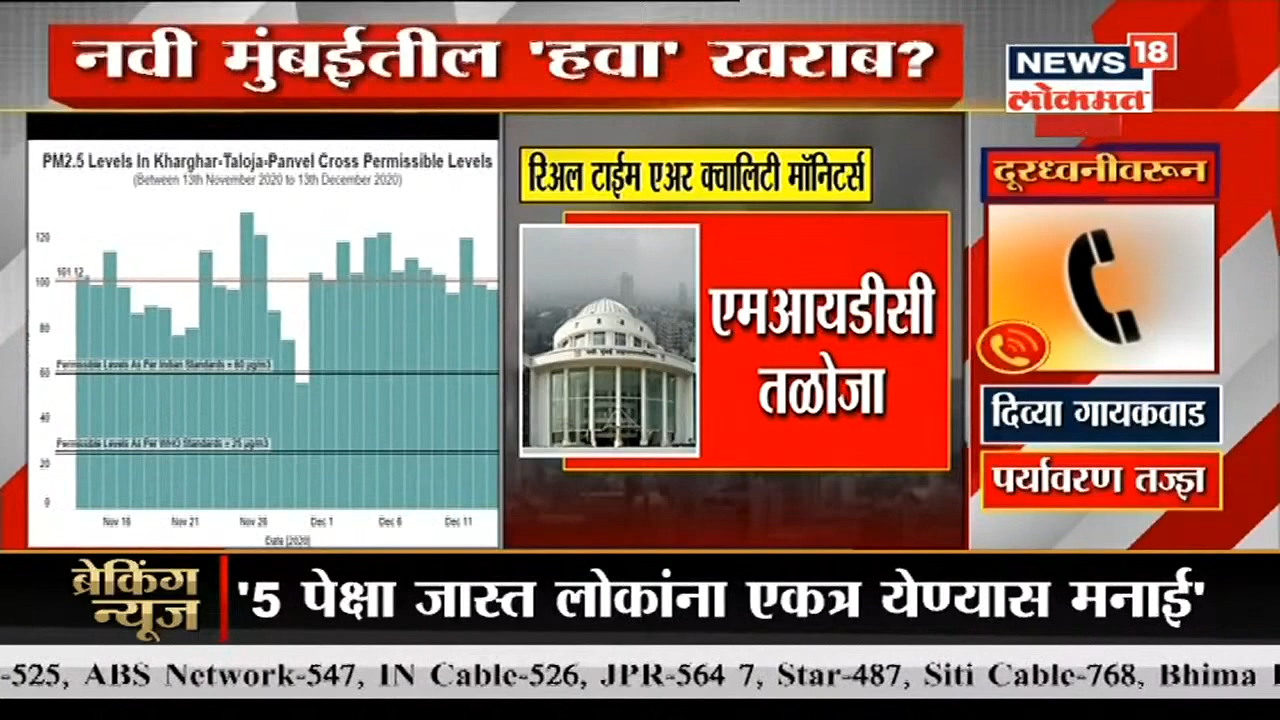 नवी मुंबईतील 'हवा' खराब?
NEWS 18
लोकमत
PM2.5 Levels In Kharghar-Taloja-Panvel Cross Permissible Levels
(Between 13th November 2020 to 13th December 2020)
120
101.12
100
80
Permissible Levels As Per Indian Standards = 60 µg/m3
60
40
Permissible Levels As Per WHO Standards = 25 µg/m3
20
0
Nov 16 Nov 21 Nov 26 Dec 1 Dec 6 Dec 11
Date [2020]
रिअल टाईम एअर क्वालिटी मॉनिटर्स
एमआयडीसी
तळोजा
दूरध्वनीवरून
दिव्या गायकवाड
पर्यावरण तज्ज्ञ
ब्रेकिंग
न्यूज
'5 पेक्षा जास्त लोकांना एकत्र येण्यास मनाई'
-525, ABS Network-547, IN Cable-526, JPR-564 7, Star-487, Siti Cable-768, Bhima